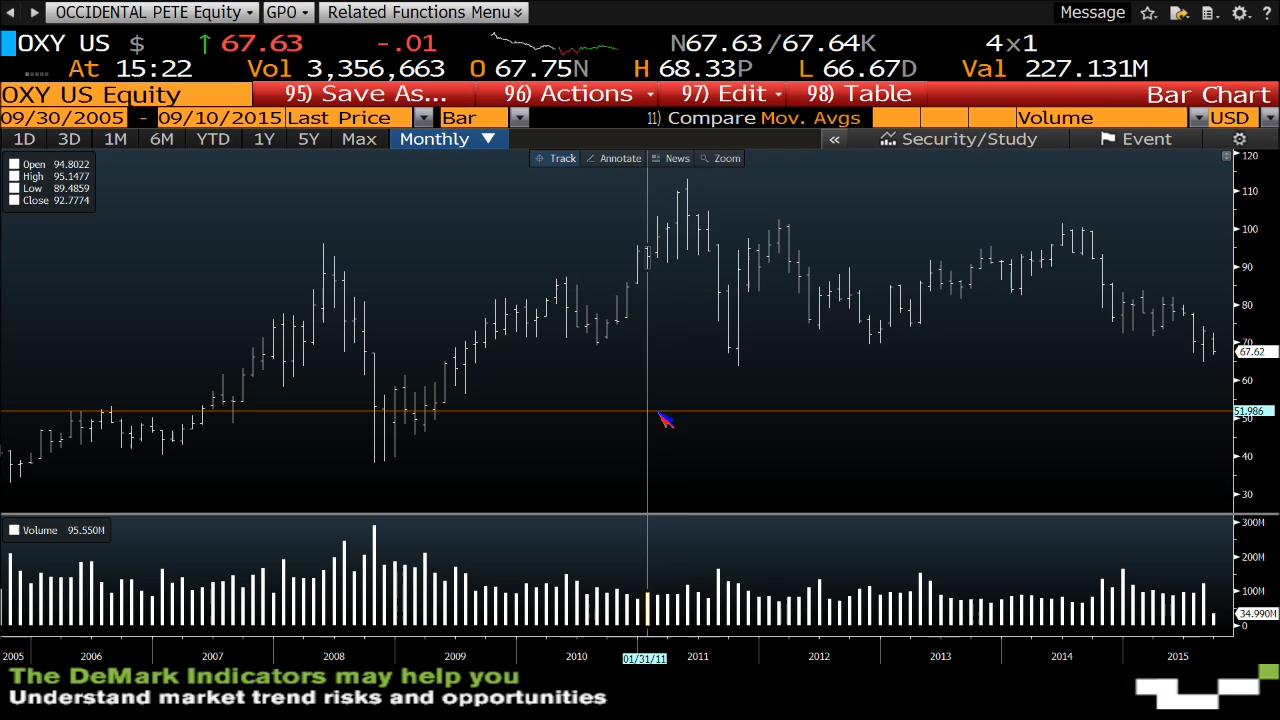 OCCIDENTAL PETE Equity GPO Related Functions Menu Message ?
OXY US $ ↑ 67.63 -.01 N67.63/67.64K 4x1
At 15:22 Vol 3,356,663 O 67.75N H 68.33P L 66.67D Val 227.131M
OXY US Equity 95) Save As... 96) Actions 97) Edit 98) Table Bar Chart
09/30/2005 - 09/10/2015 Last Price Bar 11) Compare Mov. Avgs Volume USD
1D 3D 1M 6M YTD 1Y 5Y Max Monthly ▼ « Security/Study Event
Track Annotate News Zoom
Open 94.8022
High 95.1477
Low 89.4859
Close 92.7774
120
110
100
90
80
70
67.62
60
51.986
50
40
30
Volume 95.550M
300M
200M
100M
34.990M
0
2005 2006 2007 2008 2009 2010 01/31/11 2011 2012 2013 2014 2015
The DeMark Indicators may help you
Understand market trend risks and opportunities